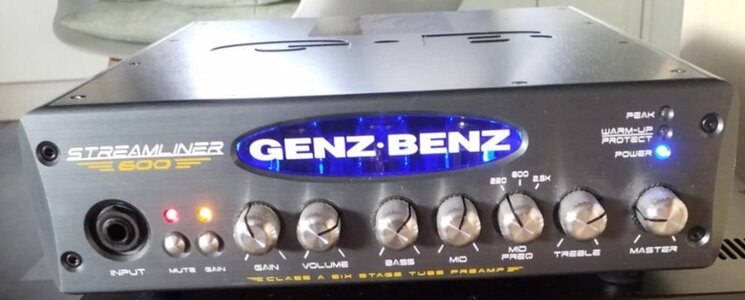 STREAMLINER
600
GENZ·BENZ
PEAK
WARM-UP
PROTECT
POWER
220 600 2.5K
INPUT
MUTE GAIN
GAIN
VOLUME
BASS
MID
MID
FREQ
TREBLE
MASTER
CLASS A SIX STAGE TUBE PREAMP